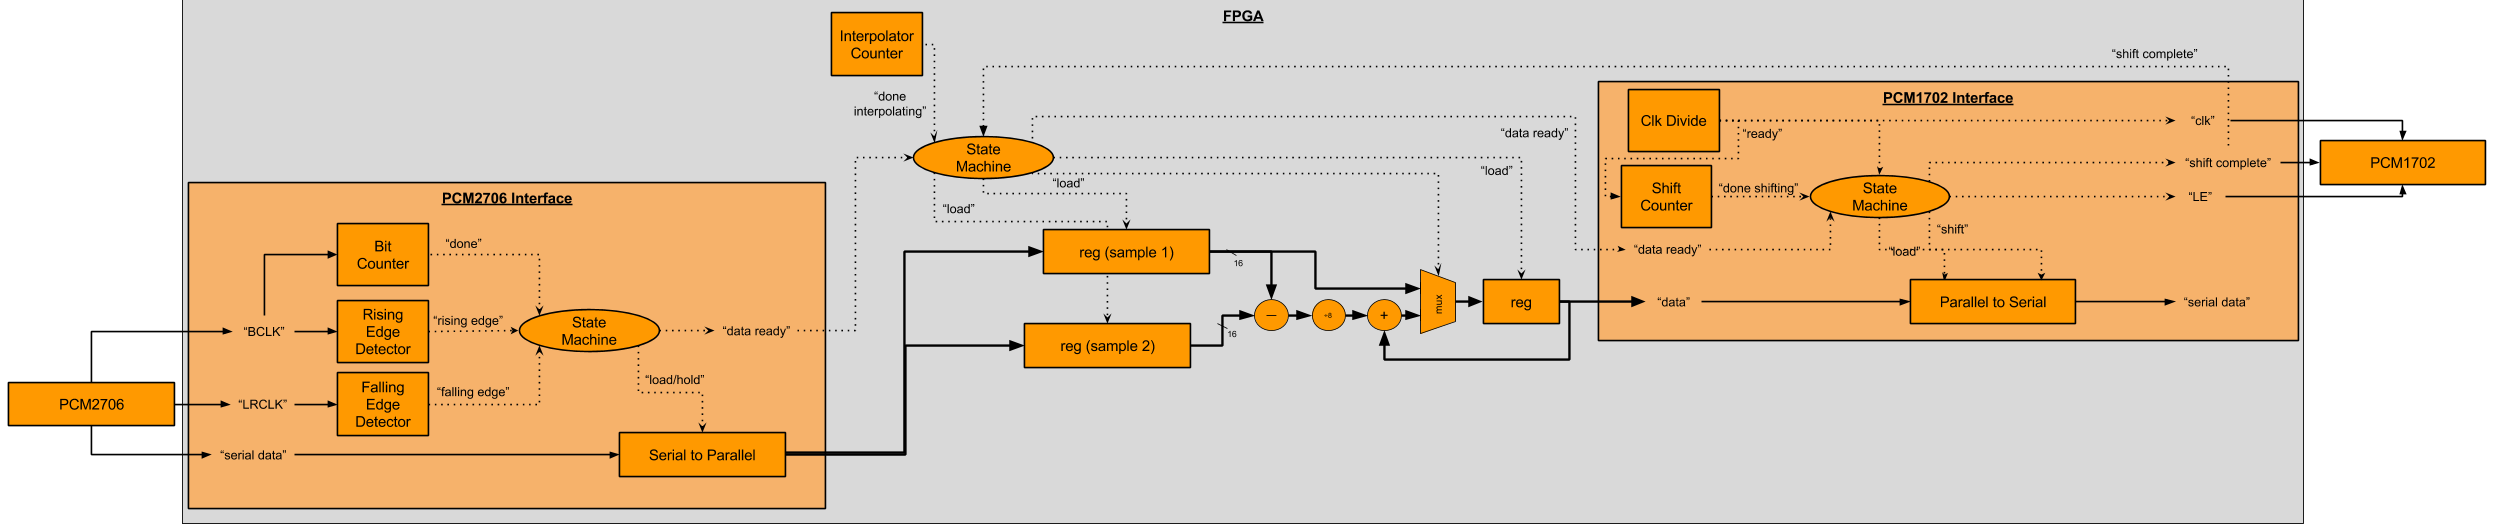 FPGA
Interpolator
Counter
“shift complete”
“done
interpolating”
State
Machine
“data ready”
“load”
“load”
“load”
PCM2706 Interface
Bit
Counter
“done”
Rising
Edge
Detector
“BCLK”
“rising edge”
State
Machine
“data ready”
Falling
Edge
Detector
“LRCLK”
“falling edge”
“load/hold”
PCM2706
“serial data”
Serial to Parallel
reg (sample 1)
16
reg (sample 2)
16
—
÷8
+
mux
reg
PCM1702 Interface
Clk Divide
“ready”
“clk”
Shift
Counter
“done shifting”
State
Machine
“shift complete”
“LE”
“data ready”
“load”
“shift”
“data”
Parallel to Serial
“serial data”
PCM1702